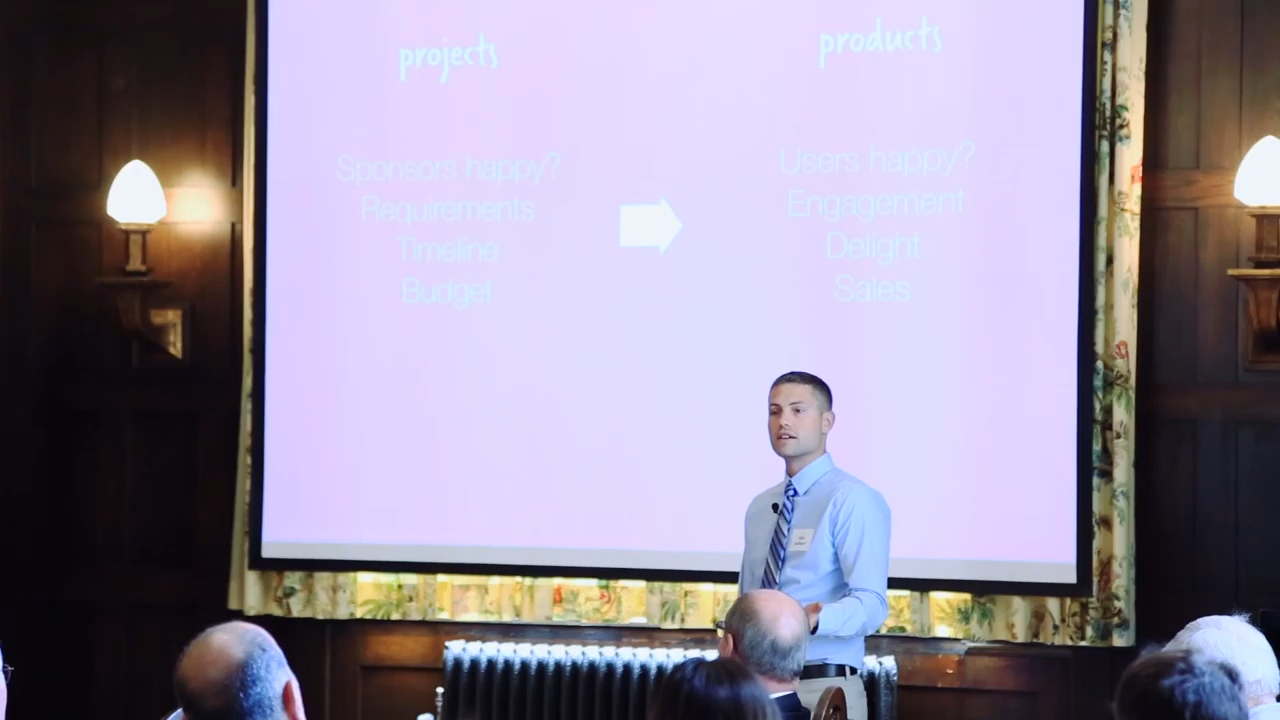 projects
products
Sponsors happy?
Requirements
Timeline
Budget
Users happy?
Engagement
Delight
Sales